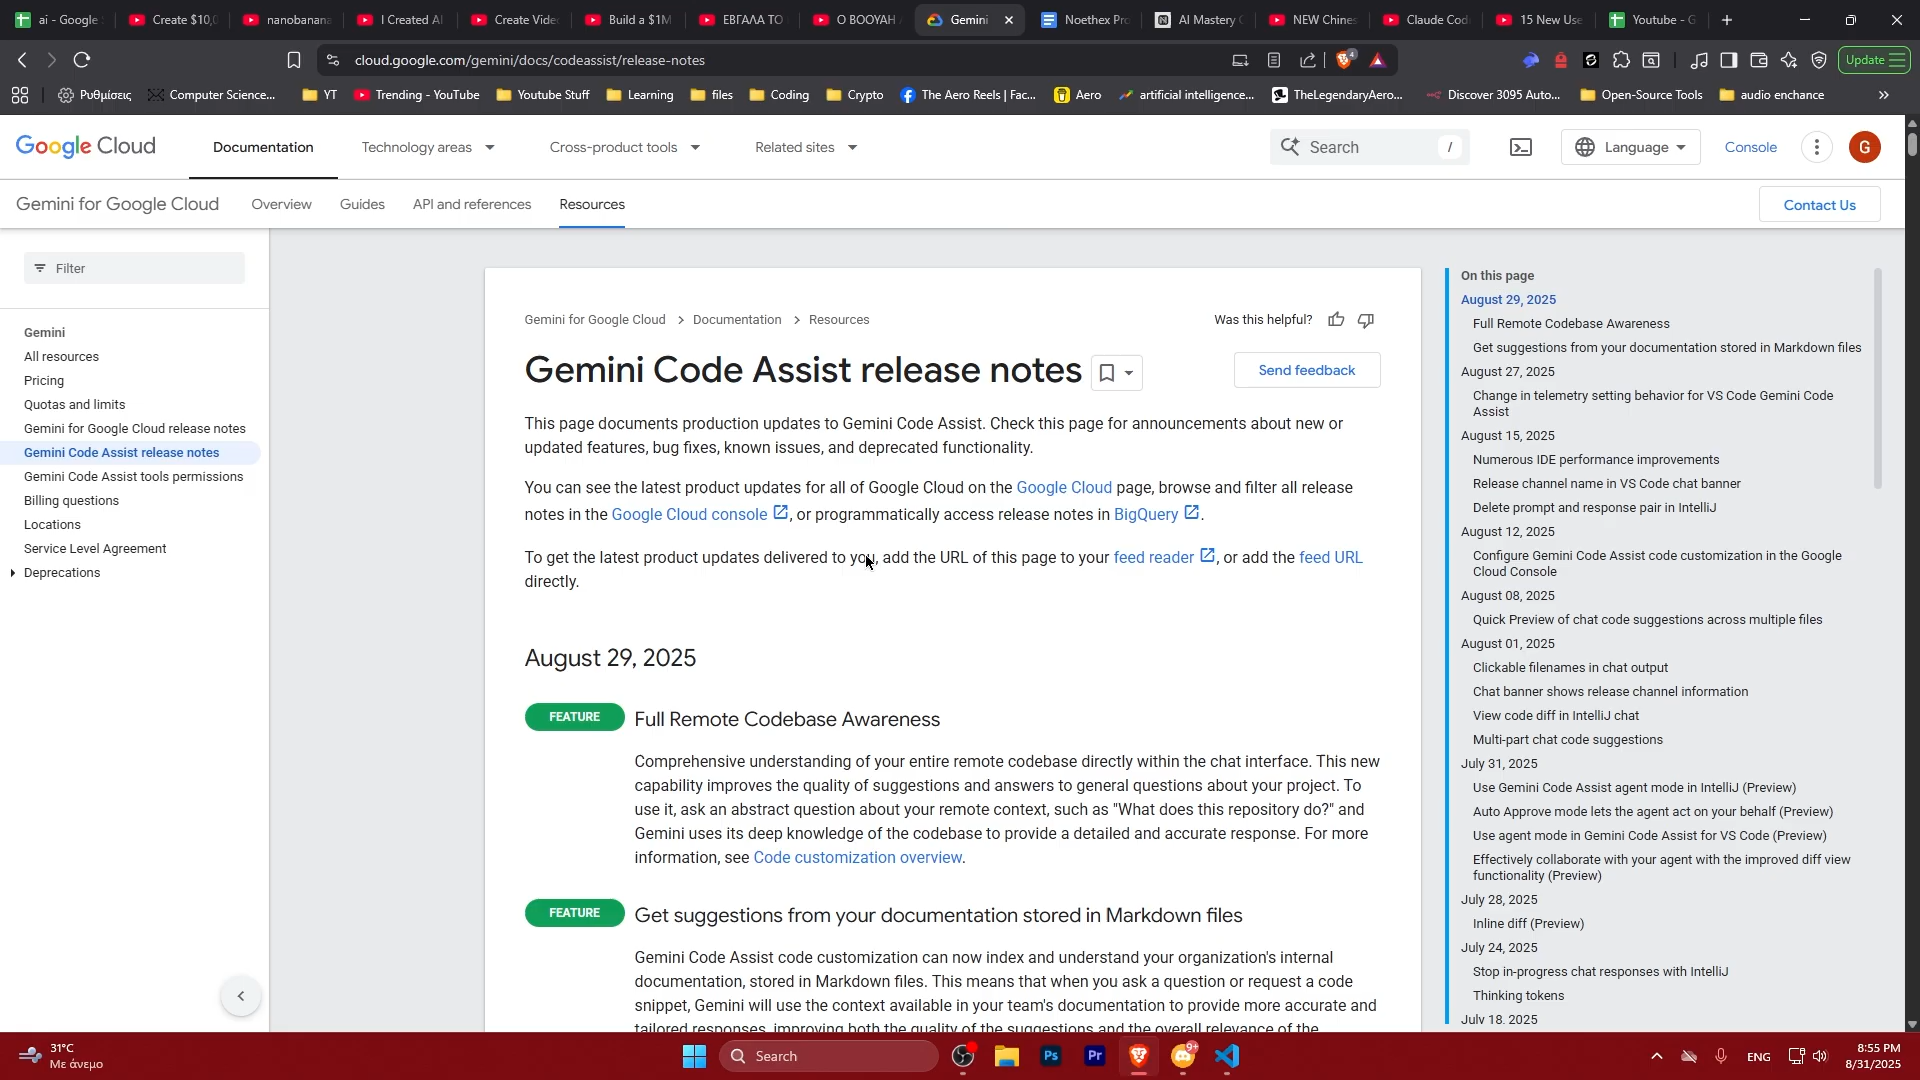 ai - Google
Create $10,
nanobanana
I Created AI
Create Vide
Build a $1M
ΕΒΓΑΛΑ ΤΟ
Ο BOOYAH
Gemini
Noethex Pro
AI Mastery
NEW Chines
Claude Cod
15 New Use
Youtube - G
cloud.google.com/gemini/docs/codeassist/release-notes
4
Update
Ρυθμίσεις
Computer Science...
YT
Trending - YouTube
Youtube Stuff
Learning
files
Coding
Crypto
The Aero Reels | Fac...
Aero
artificial intelligence...
TheLegendaryAero...
Discover 3095 Auto...
Open-Source Tools
audio enchance
Google Cloud
Documentation
Technology areas
Cross-product tools
Related sites
Search
/
Language
Console
G
Gemini for Google Cloud
Overview
Guides
API and references
Resources
Contact Us
Filter
Gemini
All resources
Pricing
Quotas and limits
Gemini for Google Cloud release notes
Gemini Code Assist release notes
Gemini Code Assist tools permissions
Billing questions
Locations
Service Level Agreement
Deprecations
Gemini for Google Cloud > Documentation > Resources
Was this helpful?
Gemini Code Assist release notes
Send feedback
This page documents production updates to Gemini Code Assist. Check this page for announcements about new or
updated features, bug fixes, known issues, and deprecated functionality.
You can see the latest product updates for all of Google Cloud on the Google Cloud page, browse and filter all release
notes in the Google Cloud console, or programmatically access release notes in BigQuery.
To get the latest product updates delivered to you, add the URL of this page to your feed reader, or add the feed URL
directly.
August 29, 2025
FEATURE
Full Remote Codebase Awareness
Comprehensive understanding of your entire remote codebase directly within the chat interface. This new
capability improves the quality of suggestions and answers to general questions about your project. To
use it, ask an abstract question about your remote context, such as "What does this repository do?" and
Gemini uses its deep knowledge of the codebase to provide a detailed and accurate response. For more
information, see Code customization overview.
FEATURE
Get suggestions from your documentation stored in Markdown files
Gemini Code Assist code customization can now index and understand your organization's internal
documentation, stored in Markdown files. This means that when you ask a question or request a code
snippet, Gemini will use the context available in your team's documentation to provide more accurate and
tailored responses, improving both the quality of the suggestions and the overall relevance of the
On this page
August 29, 2025
Full Remote Codebase Awareness
Get suggestions from your documentation stored in Markdown files
August 27, 2025
Change in telemetry setting behavior for VS Code Gemini Code
Assist
August 15, 2025
Numerous IDE performance improvements
Release channel name in VS Code chat banner
Delete prompt and response pair in IntelliJ
August 12, 2025
Configure Gemini Code Assist code customization in the Google
Cloud Console
August 08, 2025
Quick Preview of chat code suggestions across multiple files
August 01, 2025
Clickable filenames in chat output
Chat banner shows release channel information
View code diff in IntelliJ chat
Multi-part chat code suggestions
July 31, 2025
Use Gemini Code Assist agent mode in IntelliJ (Preview)
Auto Approve mode lets the agent act on your behalf (Preview)
Use agent mode in Gemini Code Assist for VS Code (Preview)
Effectively collaborate with your agent with the improved diff view
functionality (Preview)
July 28, 2025
Inline diff (Preview)
July 24, 2025
Stop in-progress chat responses with IntelliJ
Thinking tokens
July 18, 2025
31°C
Με άνεμο
Search
Ps
Pr
9+
ENG
8:55 PM
8/31/2025